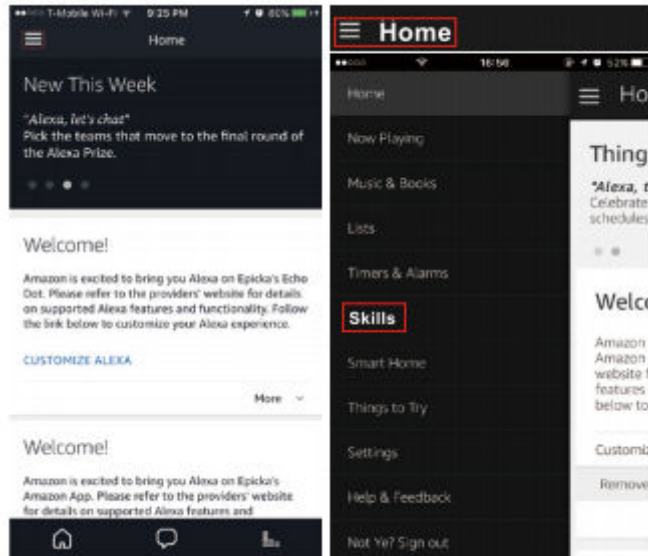 T-Mobile Wi-Fi 9:25 PM 80%
Home
New This Week
"Alexa, let's chat"
Pick the teams that move to the final round of
the Alexa Prize.
Welcome!
Amazon is excited to bring you Alexa on Epicka's Echo
Dot. Please refer to the providers' website for details
on supported Alexa features and functionality. Follow
the link below to customize your Alexa experience.
CUSTOMIZE ALEXA
More
Welcome!
Amazon is excited to bring you Alexa on Epicka's
Amazon App. Please refer to the providers' website
for details on supported Alexa features and
Home
16:56 52%
Home
Now Playing
Music & Books
Lists
Timers & Alarms
Skills
Smart Home
Things to Try
Settings
Help & Feedback
Not Ye? Sign out
Ho
Thing
"Alexa, t
Celebrate
schedules
Welco
Amazon
Amazon
website f
features
below to
Customiz
Remove